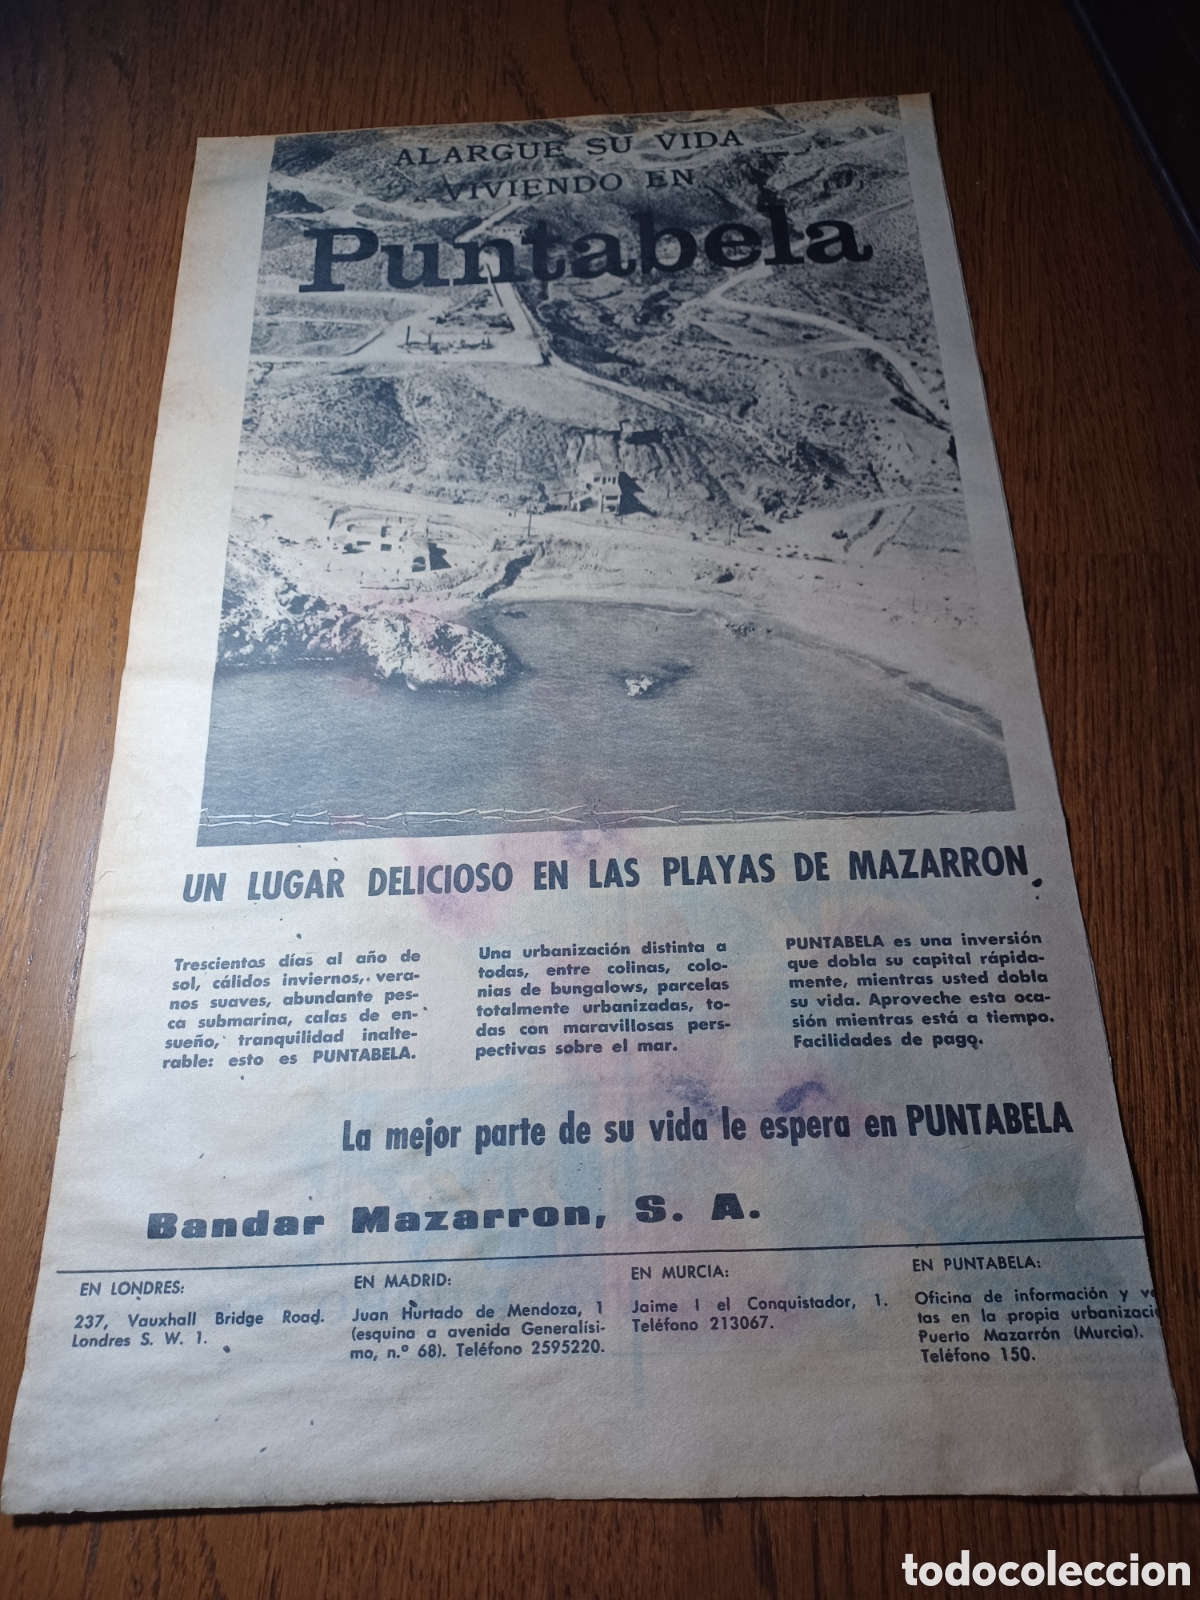 ALARGUE SU VIDA
VIVIENDO EN
Puntabela
UN LUGAR DELICIOSO EN LAS PLAYAS DE MAZARRON
Trescientos días al año de
sol, cálidos inviernos, vera-
nos suaves, abundante pes-
ca submarina, calas de en-
sueño, tranquilidad inalte-
rable: esto es PUNTABELA.
Una urbanización distinta a
todas, entre colinas, colo-
nias de bungalows, parcelas
totalmente urbanizadas, to-
das con maravillosas pers-
pectivas sobre el mar.
PUNTABELA es una inversión
que dobla su capital rápida-
mente, mientras usted dobla
su vida. Aproveche esta oca-
sión mientras está a tiempo.
Facilidades de pago.
La mejor parte de su vida le espera en PUNTABELA
Bandar Mazarron, S. A.
EN LONDRES:
237, Vauxhall Bridge Road.
Londres S. W. 1.
EN MADRID:
Juan Hurtado de Mendoza, 1
(esquina a avenida Generalísi-
mo, n.º 68). Teléfono 2595220.
EN MURCIA:
Jaime I el Conquistador, 1.
Teléfono 213067.
EN PUNTABELA:
Oficina de información y
tas en la propia urbanizaci
Puerto Mazarrón (Murcia).
Teléfono 150.
todocoleccion